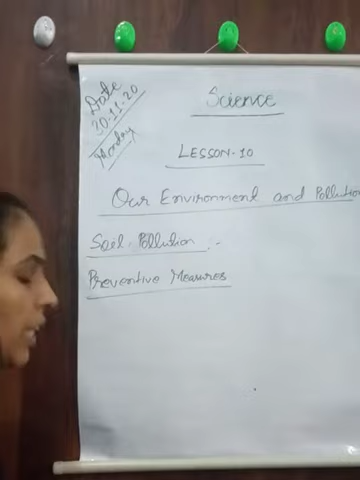 Date
30-11-20
Monday
Science
LESSON-10
Our Environment and Pollution
Soil Pollution :-
Preventive Measures